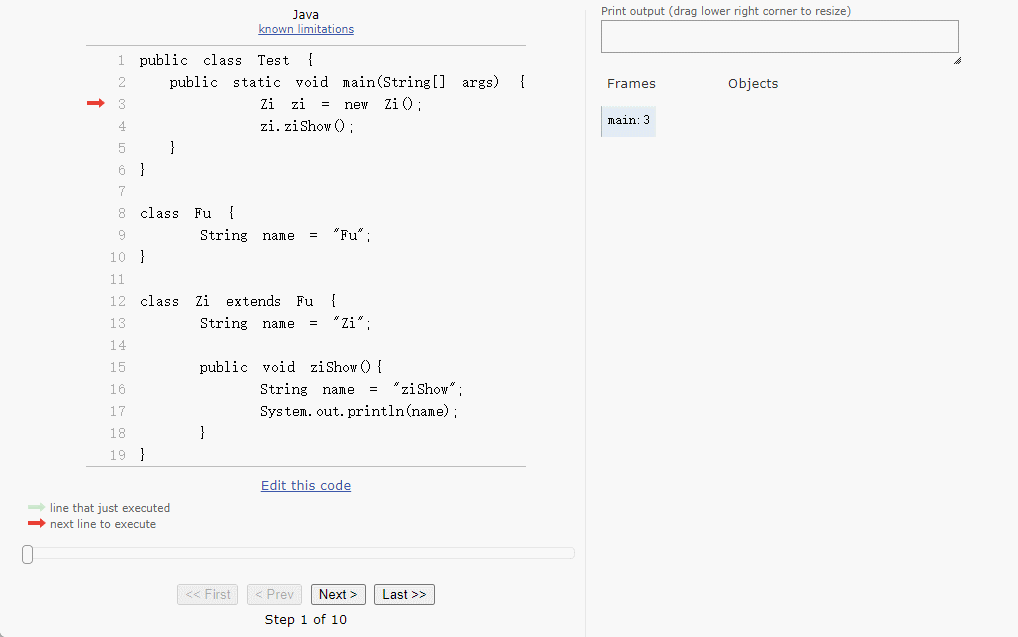 Java
known limitations
1 public class Test {
2 public static void main(String[] args) {
3 Zi zi = new Zi();
4 zi.ziShow();
5 }
6 }
7
8 class Fu {
9 String name = "Fu";
10 }
11
12 class Zi extends Fu {
13 String name = "Zi";
14
15 public void ziShow(){
16 String name = "ziShow";
17 System.out.println(name);
18 }
19 }
Edit this code
line that just executed
next line to execute
<< First < Prev Next > Last >>
Step 1 of 10
Print output (drag lower right corner to resize)
Frames Objects
main:3